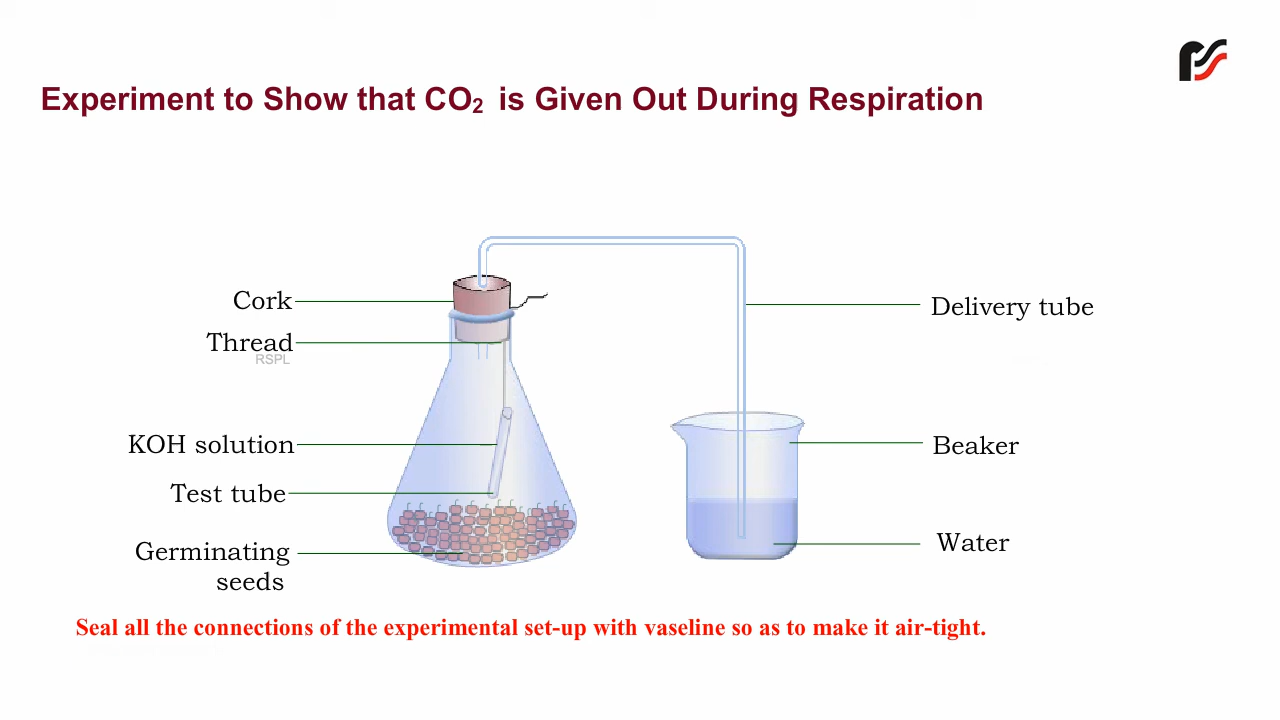 Experiment to Show that CO₂ is Given Out During Respiration
Cork
Thread
RSPL
KOH solution
Test tube
Germinating
seeds
Delivery tube
Beaker
Water
Seal all the connections of the experimental set-up with vaseline so as to make it air-tight.